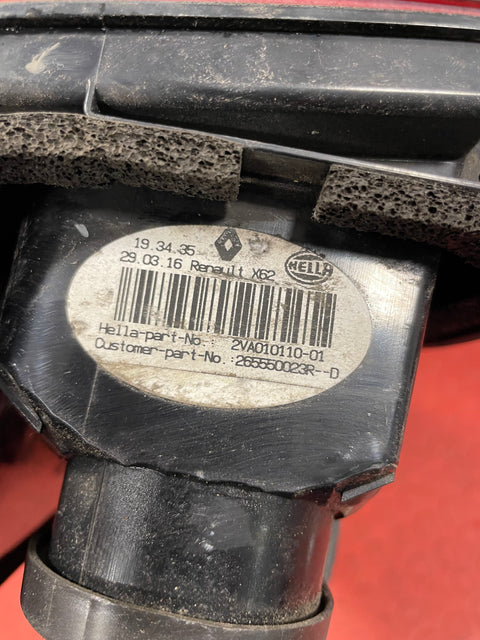 19.34.35
HELLA
29.03.16 Renault X62
Hella-part-No.: 2VA010110-01
Customer-part-No.:265550023R--D